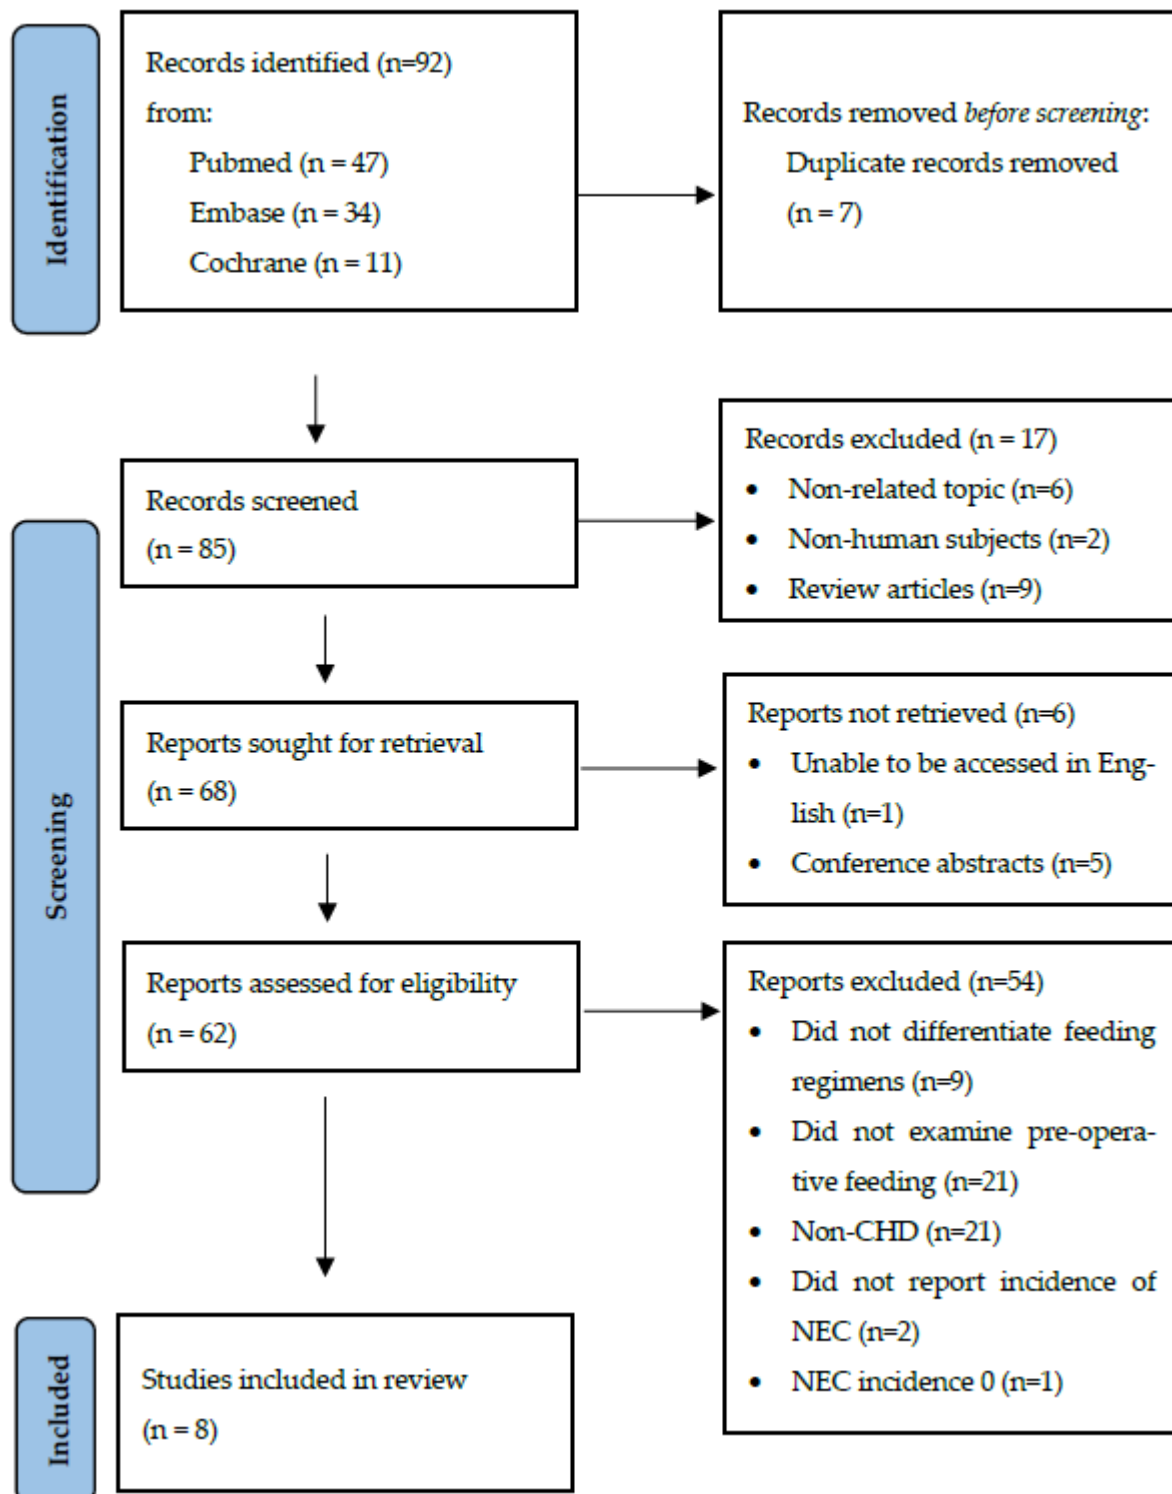 Identification
Records identified (n=92)
from:
Pubmed (n = 47)
Embase (n = 34)
Cochrane (n = 11)
Records removed before screening:
Duplicate records removed
(n = 7)
Screening
Records screened
(n = 85)
Records excluded (n = 17)
• Non-related topic (n=6)
• Non-human subjects (n=2)
• Review articles (n=9)
Reports sought for retrieval
(n = 68)
Reports not retrieved (n=6)
• Unable to be accessed in Eng-
lish (n=1)
• Conference abstracts (n=5)
Reports assessed for eligibility
(n = 62)
Reports excluded (n=54)
• Did not differentiate feeding
regimens (n=9)
• Did not examine pre-opera-
tive feeding (n=21)
• Non-CHD (n=21)
• Did not report incidence of
NEC (n=2)
• NEC incidence 0 (n=1)
Included
Studies included in review
(n = 8)